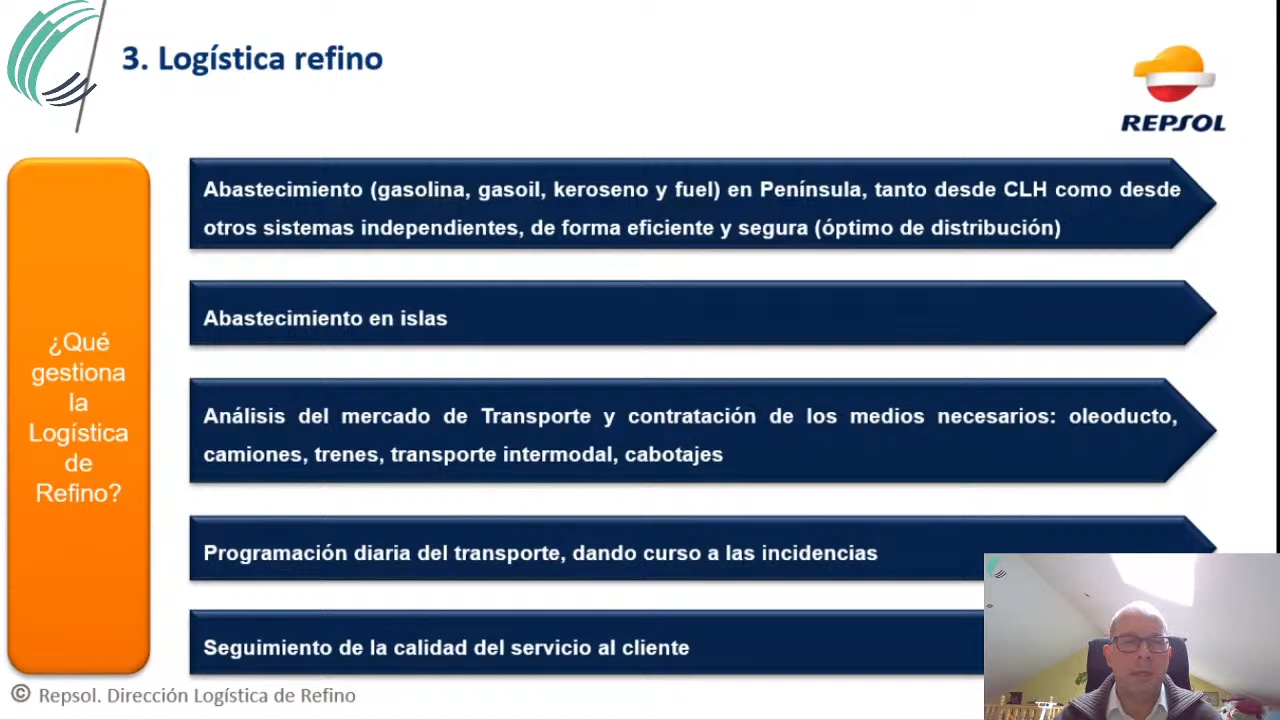 3. Logística refino
REPSOL
¿Qué
gestiona
la
Logística
de
Refino?
Abastecimiento (gasolina, gasoil, keroseno y fuel) en Península, tanto desde CLH como desde
otros sistemas independientes, de forma eficiente y segura (óptimo de distribución)
Abastecimiento en islas
Análisis del mercado de Transporte y contratación de los medios necesarios: oleoducto,
camiones, trenes, transporte intermodal, cabotajes
Programación diaria del transporte, dando curso a las incidencias
Seguimiento de la calidad del servicio al cliente
© Repsol. Dirección Logística de Refino